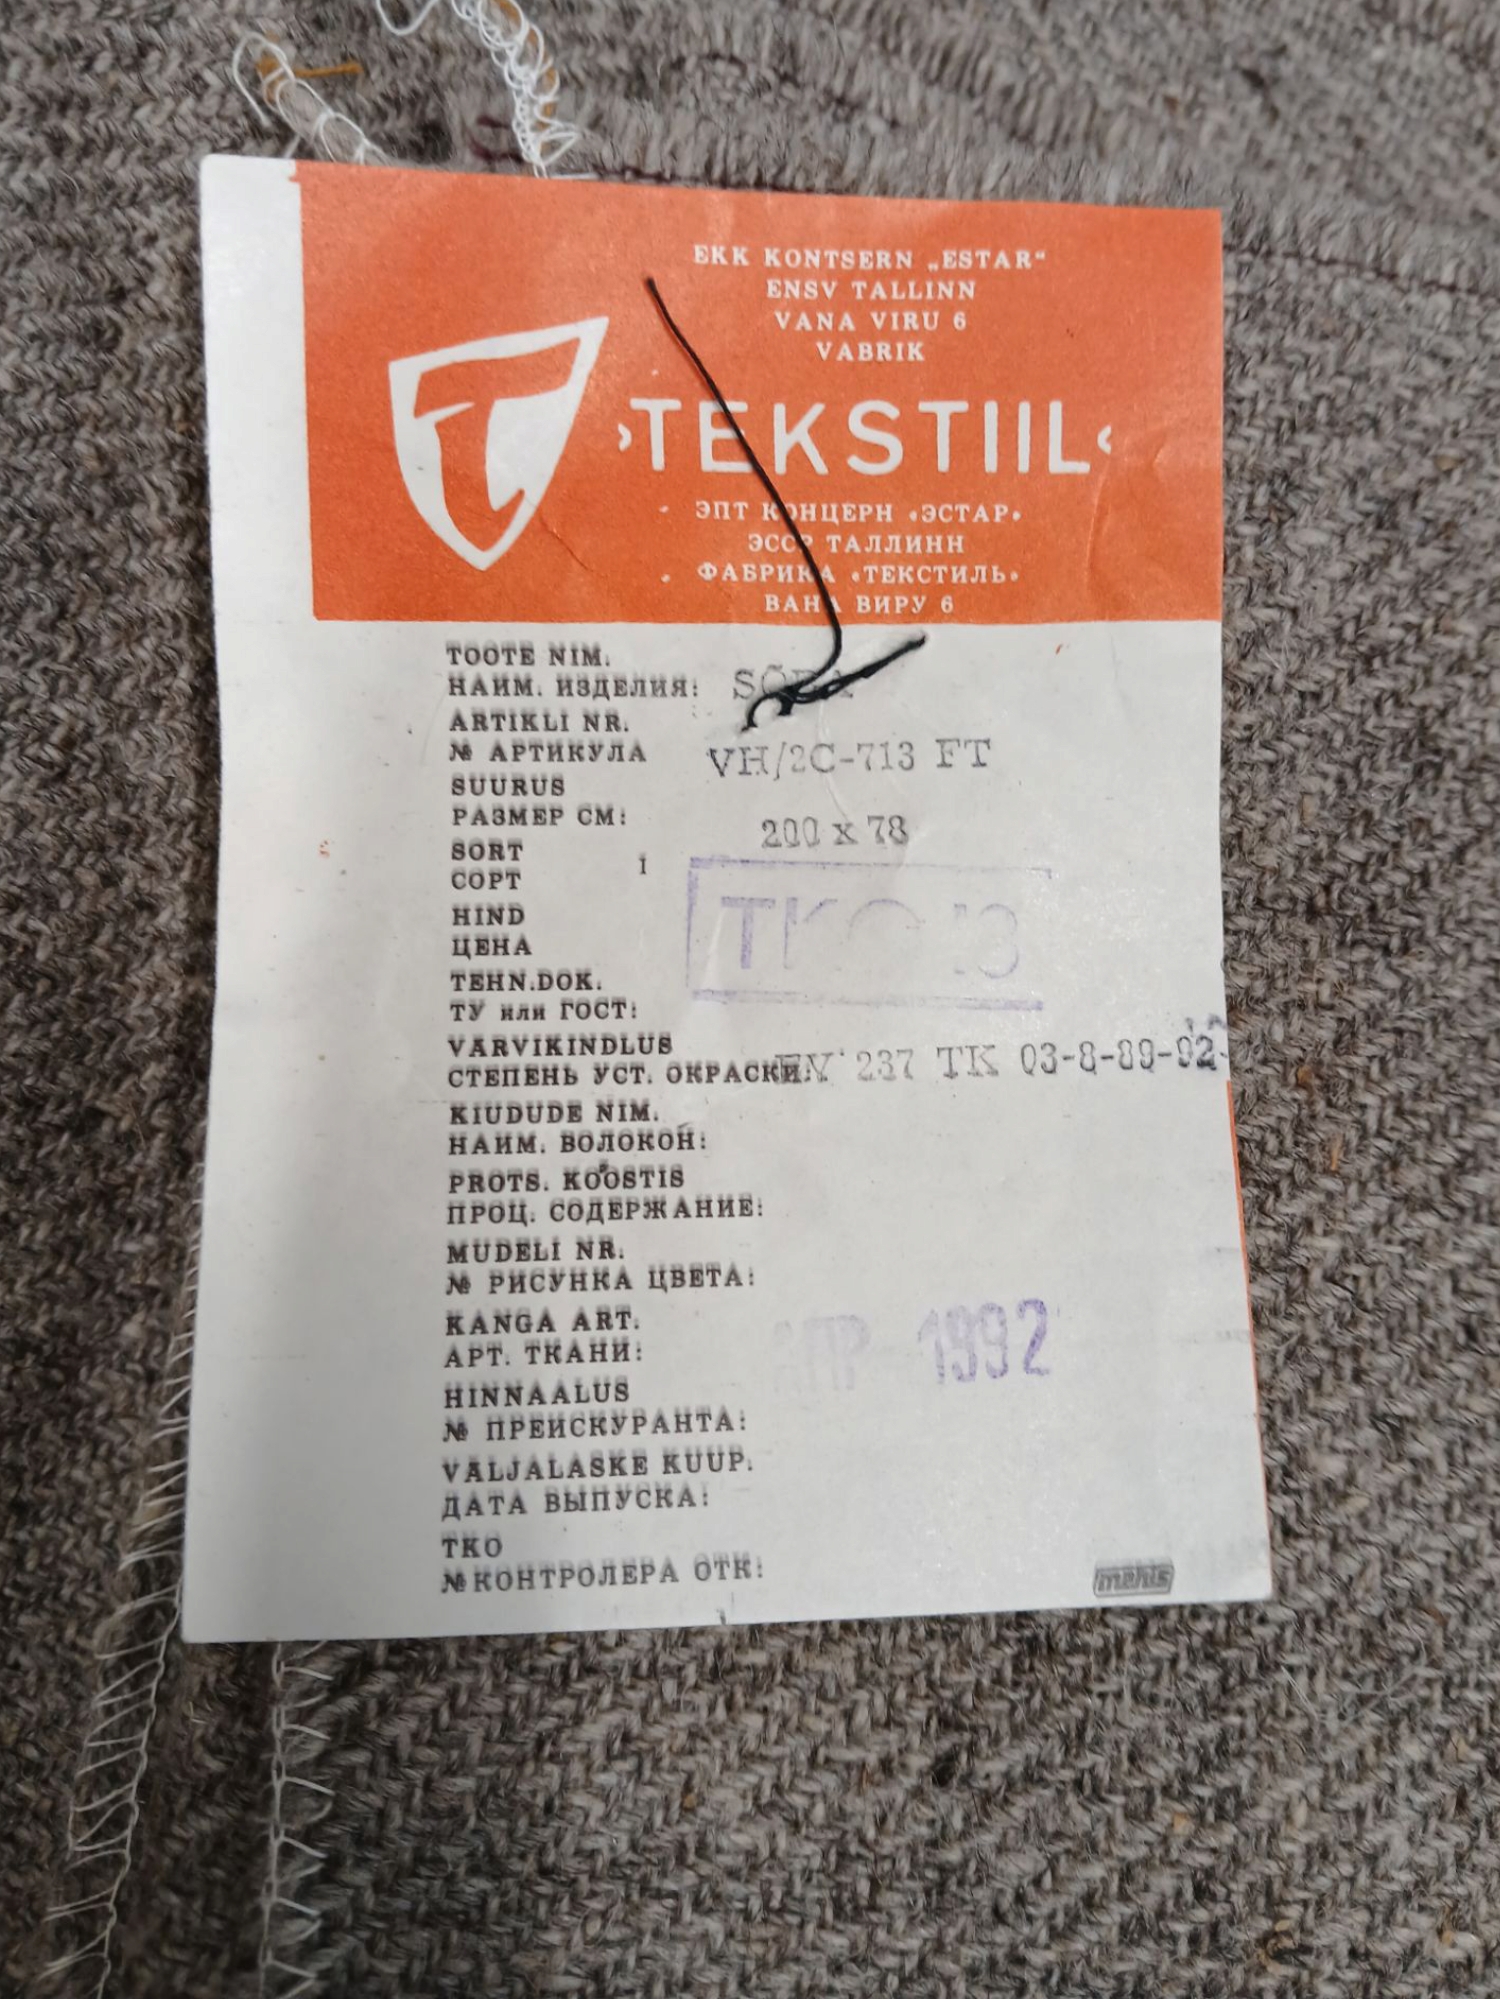 EKK KONTSERN „ESTAR“
ENSV TALLINN
VANA VIRU 6
VABRIK
›TEKSTIIL‹
ЭПТ КОНЦЕРН «ЭСТАР»
ЭССР ТАЛЛИНН
ФАБРИКА «ТЕКСТИЛЬ»
ВАНА ВИРУ 6
TOOTE NIM.
НАИМ. ИЗДЕЛИЯ:
ARTIKLI NR.
№ АРТИКУЛА VH/2C-713 FT
SUURUS
РАЗМЕР СМ: 200 x 78
SORT
СОРТ I
HIND
ЦЕНА
TEHN.DOK.
ТУ или ГОСТ:
VARVIKINDLUS
СТЕПЕНЬ УСТ. ОКРАСКИ: 237 TK 03-8-89-92
KIUDUDE NIM.
НАИМ. ВОЛОКОН:
PROTS. KOOSTIS
ПРОЦ. СОДЕРЖАНИЕ:
MUDELI NR.
№ РИСУНКА ЦВЕТА:
KANGA ART.
АРТ. ТКАНИ: АПР 1992
HINNAALUS
№ ПРЕИСКУРАНТА:
VALJALASKE KUUP.
ДАТА ВЫПУСКА:
TKO
№ КОНТРОЛЕРА ОТК: